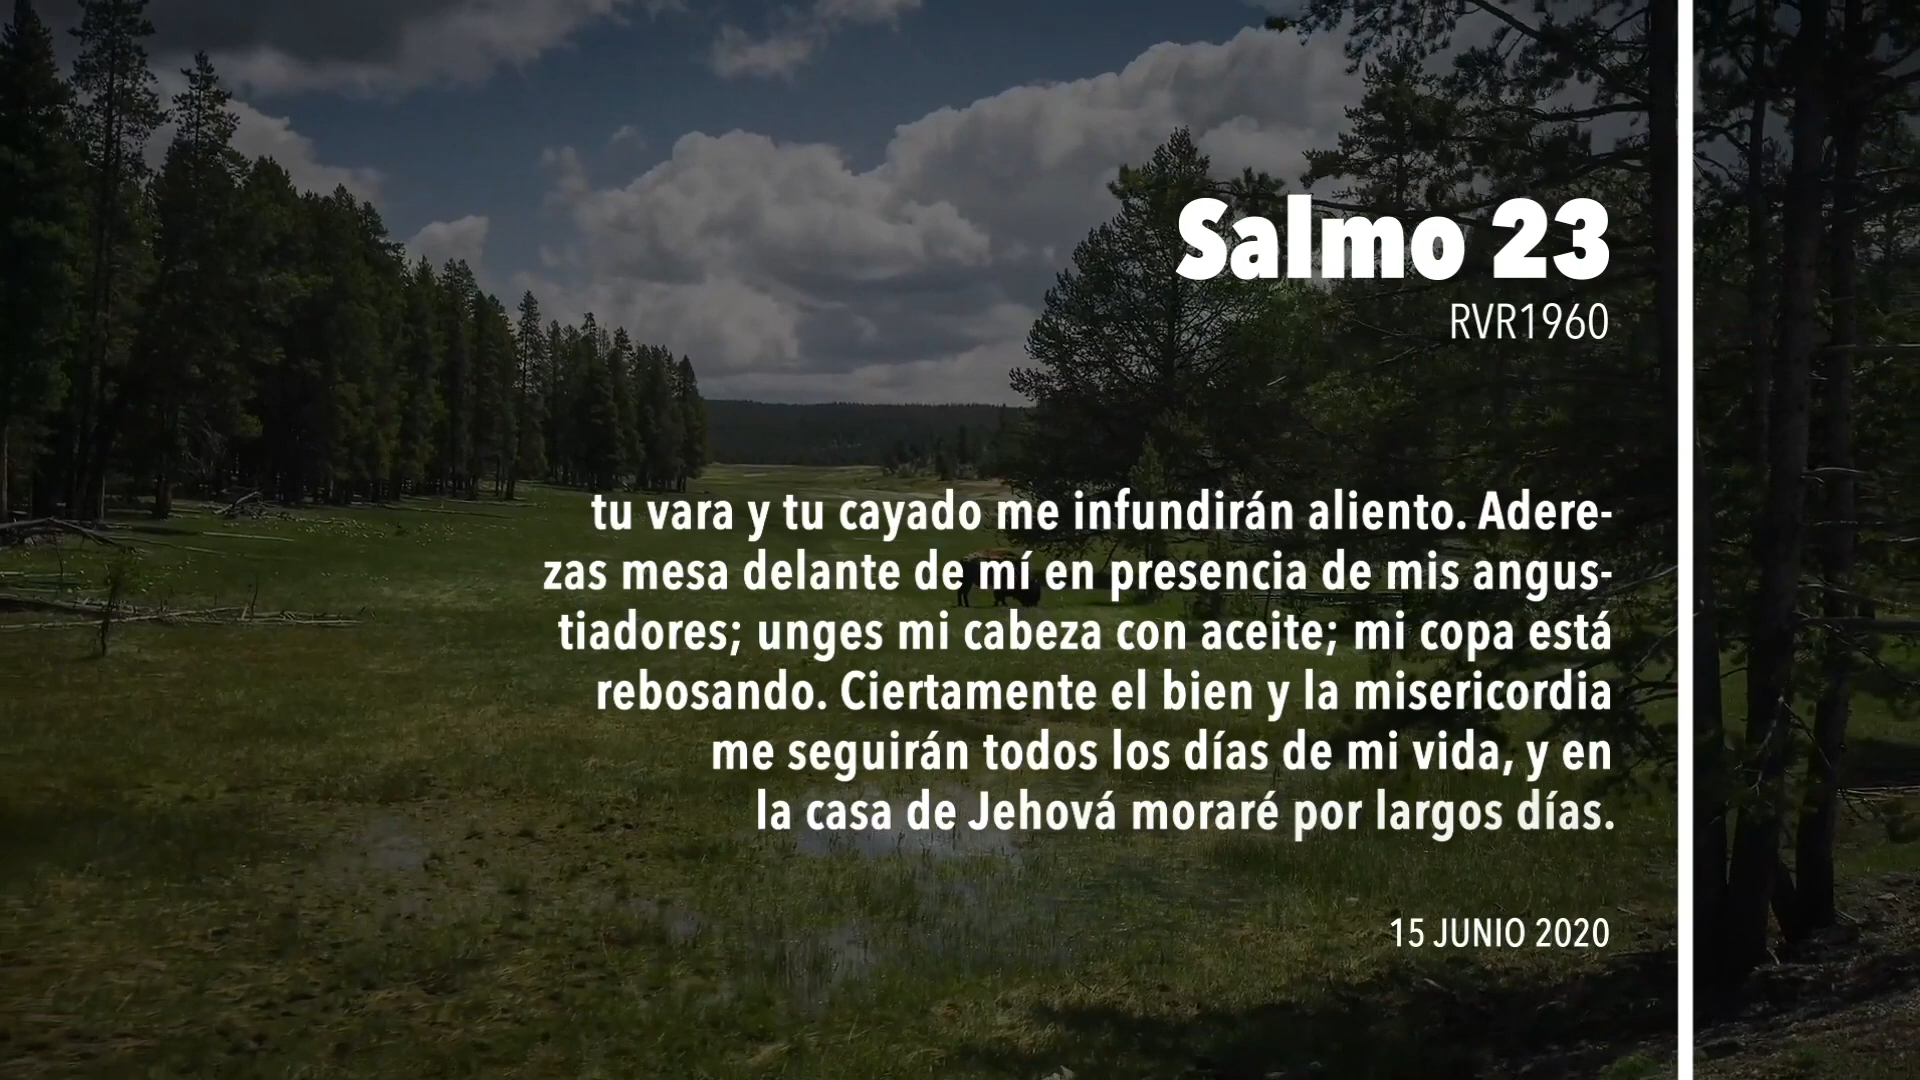 Salmo 23
RVR1960
tu vara y tu cayado me infundirán aliento. Adere-
zas mesa delante de mí en presencia de mis angus-
tiadores; unges mi cabeza con aceite; mi copa está
rebosando. Ciertamente el bien y la misericordia
me seguirán todos los días de mi vida, y en
la casa de Jehová moraré por largos días.
15 JUNIO 2020